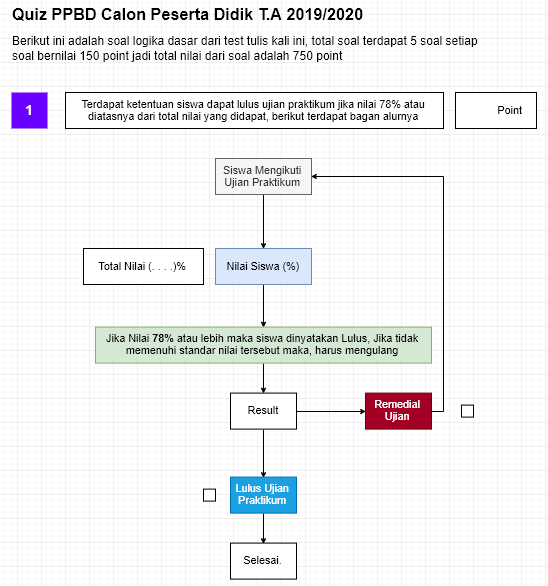 Quiz PPBD Calon Peserta Didik T.A 2019/2020
Berikut ini adalah soal logika dasar dari test tulis kali ini, total soal terdapat 5 soal setiap
soal bernilai 150 point jadi total nilai dari soal adalah 750 point
1
Terdapat ketentuan siswa dapat lulus ujian praktikum jika nilai 78% atau
diatasnya dari total nilai yang didapat, berikut terdapat bagan alurnya
Point
Siswa Mengikuti
Ujian Praktikum
Total Nilai (. . . .)%
Nilai Siswa (%)
Jika Nilai 78% atau lebih maka siswa dinyatakan Lulus, Jika tidak
memenuhi standar nilai tersebut maka, harus mengulang
Result
Remedial
Ujian
Lulus Ujian
Praktikum
Selesai.